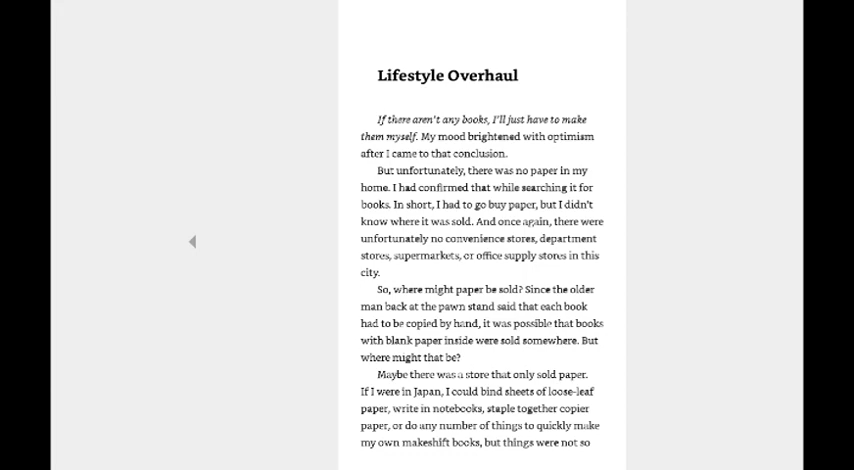 Lifestyle Overhaul
If there aren't any books, I'll just have to make
them myself. My mood brightened with optimism
after I came to that conclusion.
But unfortunately, there was no paper in my
home. I had confirmed that while searching it for
books. In short, I had to go buy paper, but I didn't
know where it was sold. And once again, there were
unfortunately no convenience stores, department
stores, supermarkets, or office supply stores in this
city.
So, where might paper be sold? Since the older
man back at the pawn stand said that each book
had to be copied by hand, it was possible that books
with blank paper inside were sold somewhere. But
where might that be?
Maybe there was a store that only sold paper.
If I were in Japan, I could bind sheets of loose-leaf
paper, write in notebooks, staple together copier
paper, or do any number of things to quickly make
my own makeshift books, but things were not so